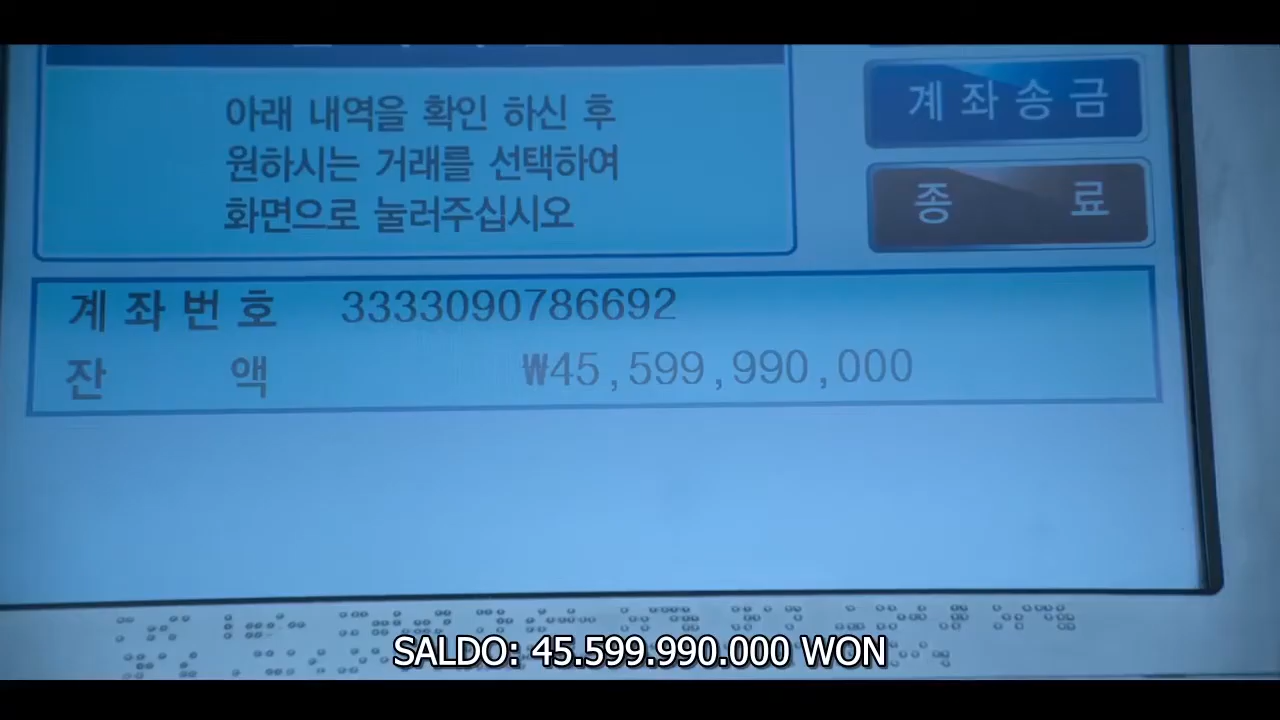 아래 내역을 확인 하신 후
원하시는 거래를 선택하여
화면으로 눌러주십시오
계좌송금
종 료
계좌번호 3333090786692
잔 액 ₩45,599,990,000
SALDO: 45.599.990.000 WON